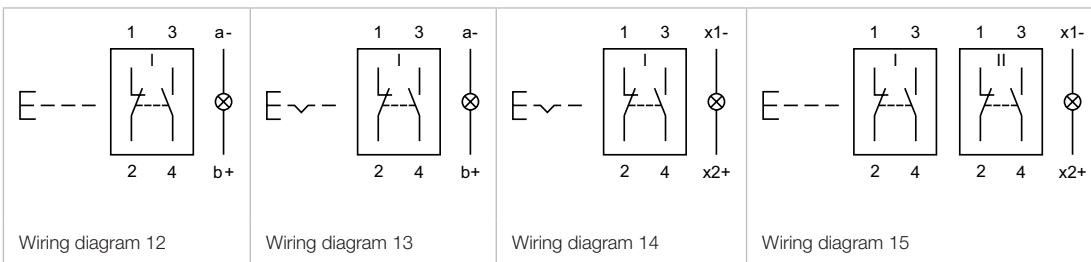 1 3 a-
I
2 4 b+
Wiring diagram 12
1 3 a-
I
2 4 b+
Wiring diagram 13
1 3 x1-
I
2 4 x2+
Wiring diagram 14
1 3 1 3 x1-
I II
2 4 2 4 x2+
Wiring diagram 15